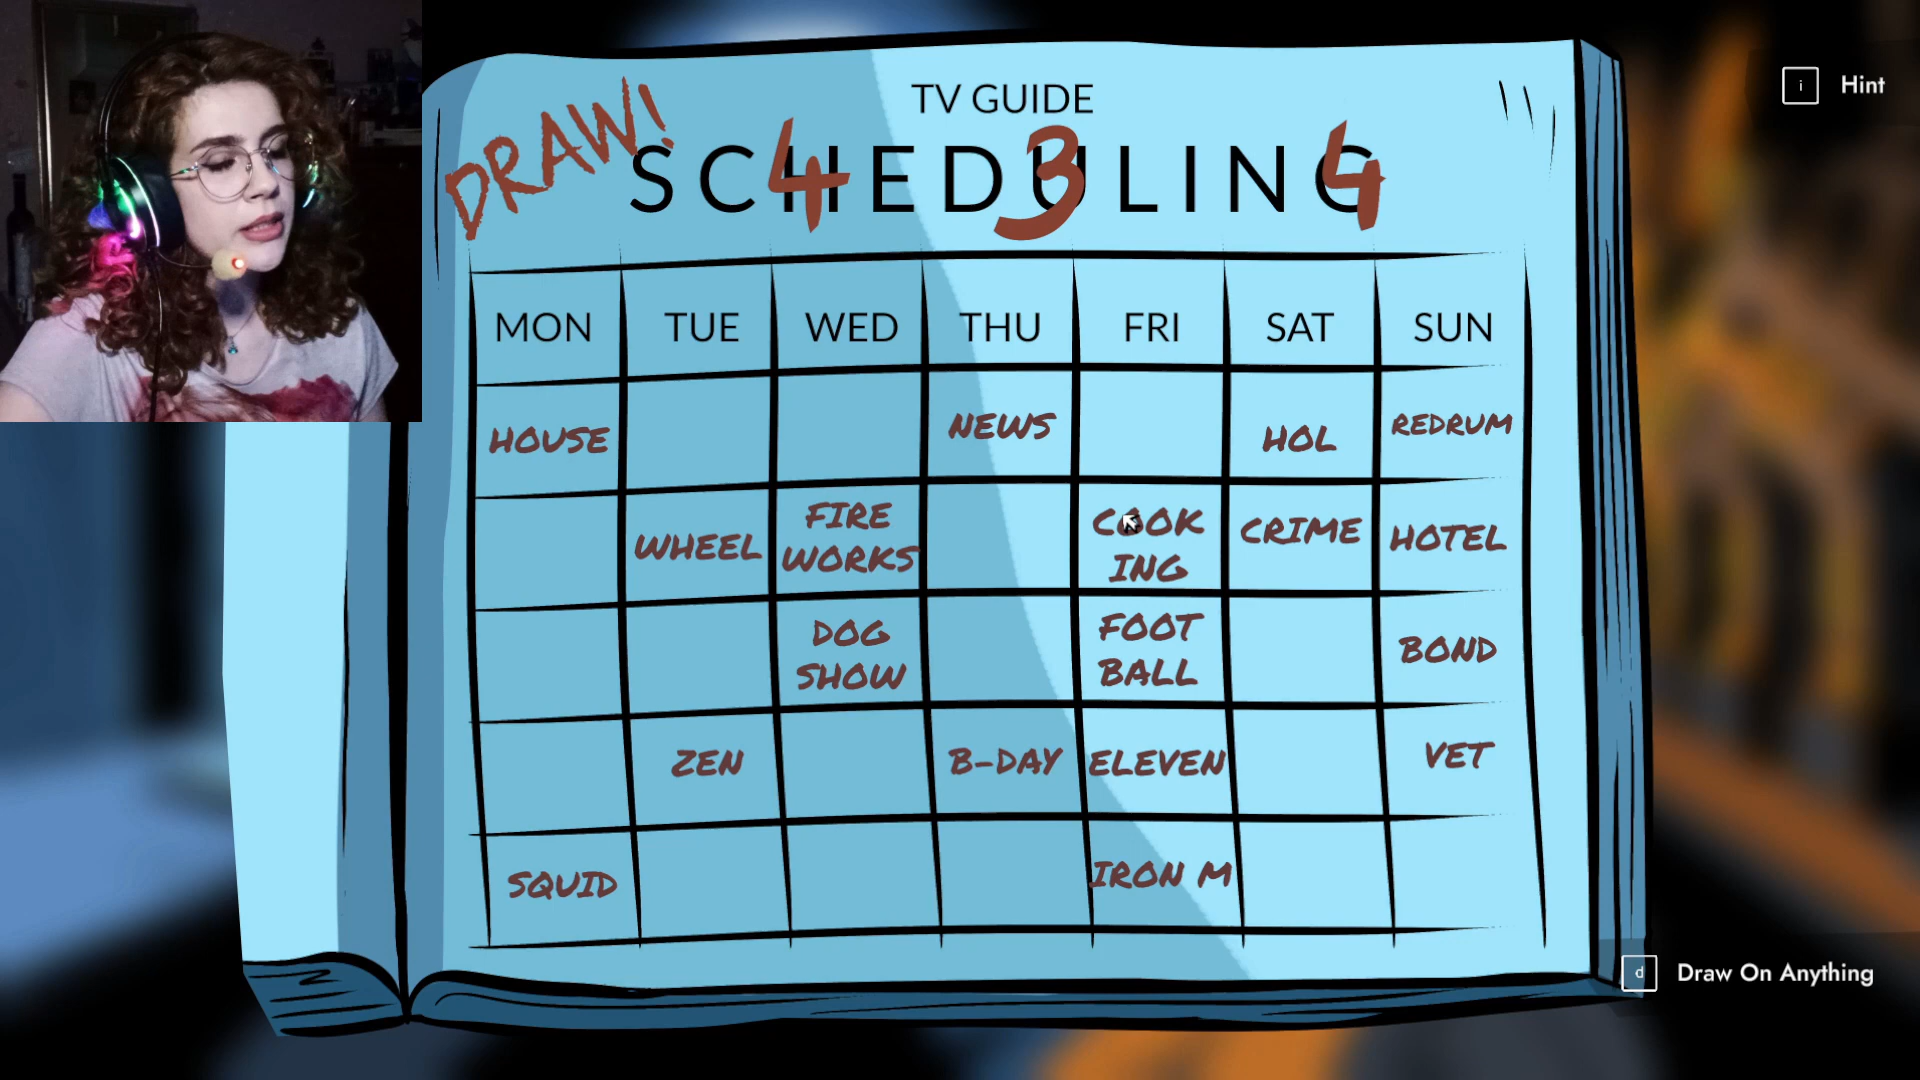 i Hint
TV GUIDE
DRAW!
SCHEDULING
4 3 4
MON TUE WED THU FRI SAT SUN
HOUSE NEWS HOL REDRUM
WHEEL FIRE WORKS COOK ING CRIME HOTEL
DOG SHOW FOOT BALL BOND
ZEN B-DAY ELEVEN VET
SQUID IRON M
d Draw On Anything